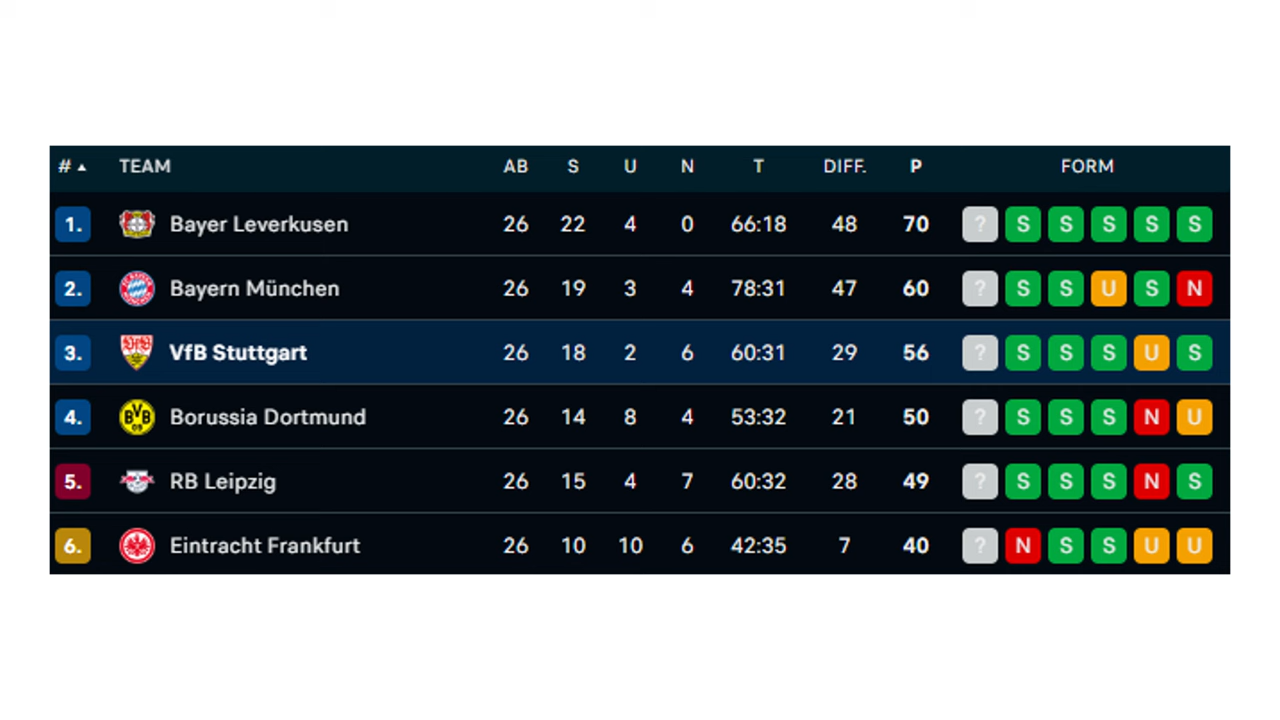 # ▲ TEAM AB S U N T DIFF. P FORM
1. Bayer Leverkusen 26 22 4 0 66:18 48 70 ? S S S S S
2. Bayern München 26 19 3 4 78:31 47 60 ? S S U S N
3. VfB Stuttgart 26 18 2 6 60:31 29 56 ? S S S U S
4. BVB 09 Borussia Dortmund 26 14 8 4 53:32 21 50 ? S S S N U
5. RB Leipzig 26 15 4 7 60:32 28 49 ? S S S N S
6. Eintracht Frankfurt 26 10 10 6 42:35 7 40 ? N S S U U